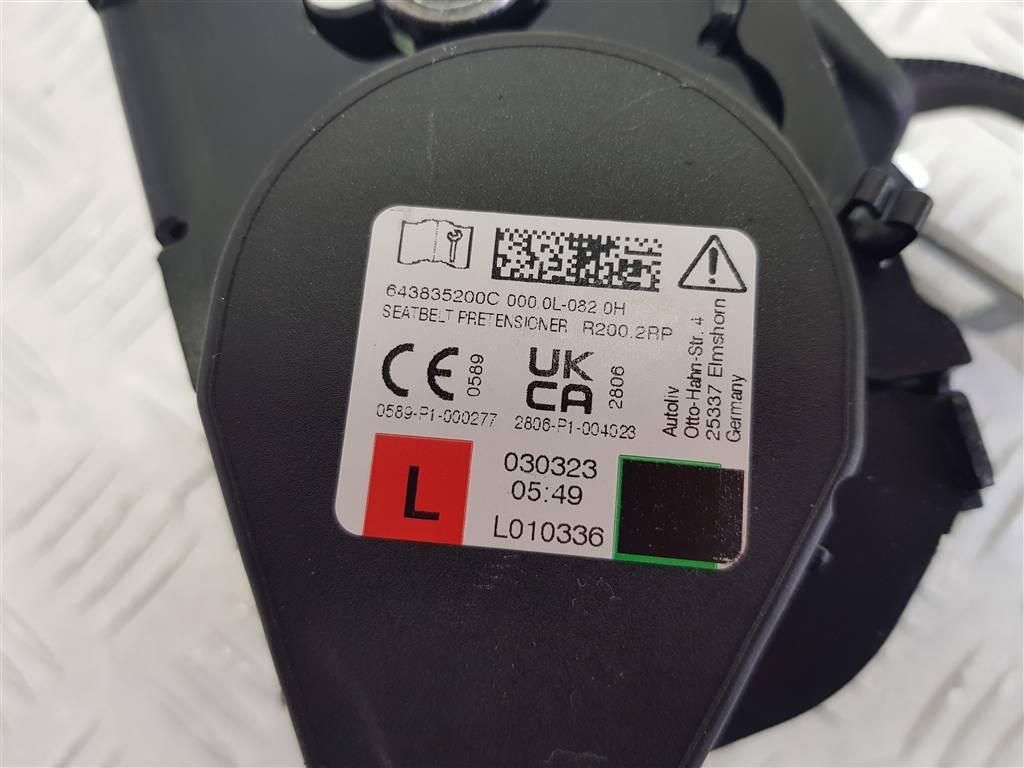 643835200C 000.0L-082.0H
SEATBELT PRETENSIONER R200.2RP
CE 0589
UK
CA 2806
0589-P1-000277 2806-P1-004023
Autoliv
Otto-Hahn-Str. 4
25337 Elmshorn
Germany
L
030323
05:49
L010336